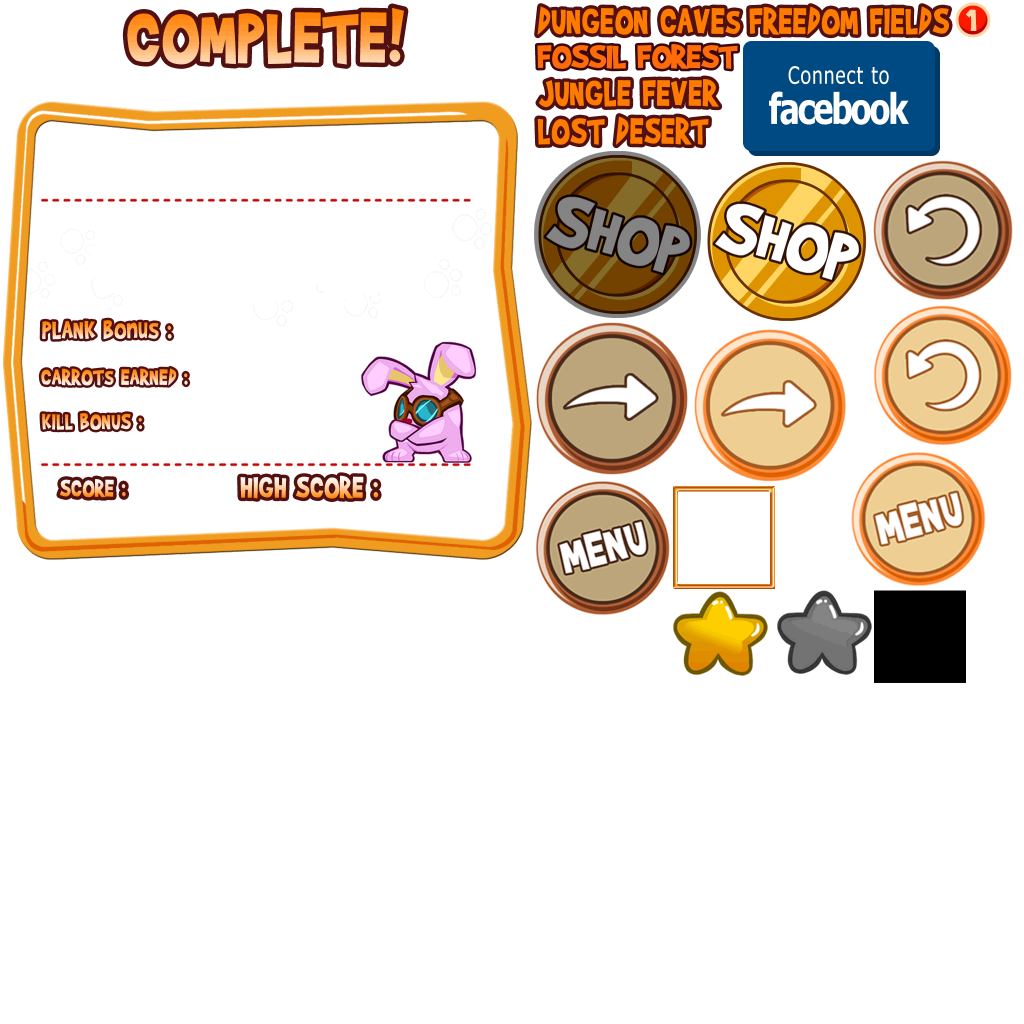 COMPLETE!
PLANK BONUS :
CARROTS EARNED :
KILL BONUS :
SCORE :
HIGH SCORE :
DUNGEON CAVES
FREEDOM FIELDS
1
FOSSIL FOREST
JUNGLE FEVER
LOST DESERT
Connect to
facebook
SHOP
SHOP
MENU
MENU